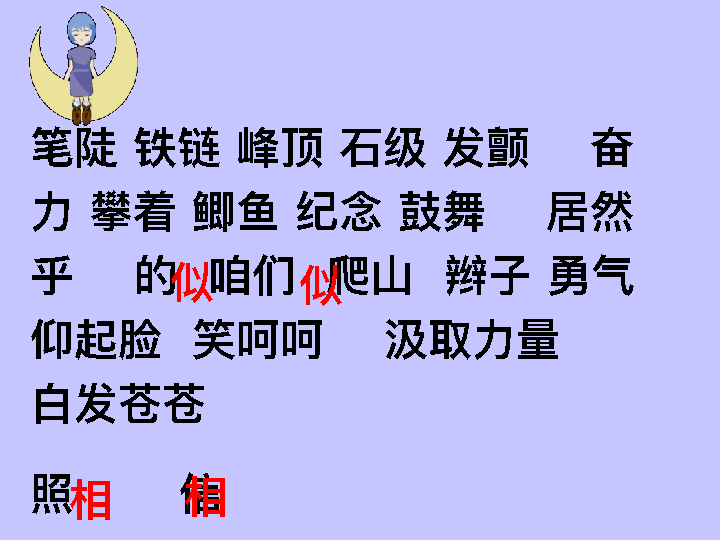 笔陡 铁链 峰顶 石级 发颤 奋
力 攀着 鲫鱼 纪念 鼓舞 居然
乎 的似 咱们 似 爬山 辫子 勇气
仰起脸 笑呵呵 汲取力量
白发苍苍
照相 信相